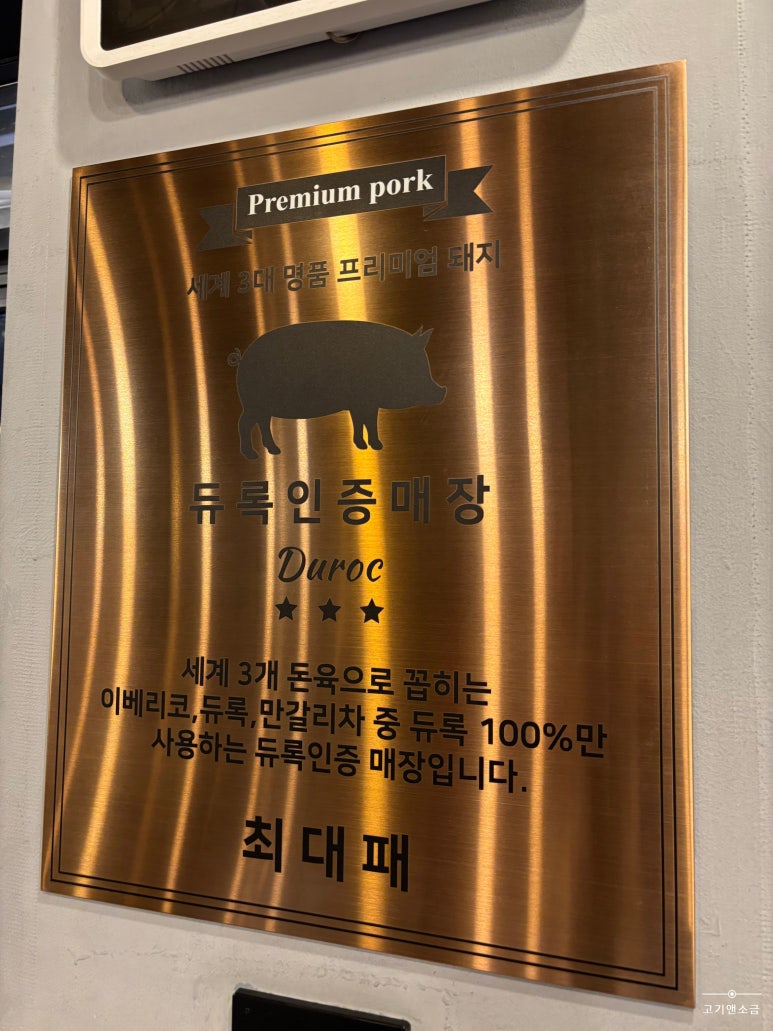 Premium pork
세계 3대 명품 프리미엄 돼지
듀록인증매장
Duroc
세계 3개 돈육으로 꼽히는
이베리코,듀록,만갈리차 중 듀록 100%만
사용하는 듀록인증 매장입니다.
최대패
고기앤소금